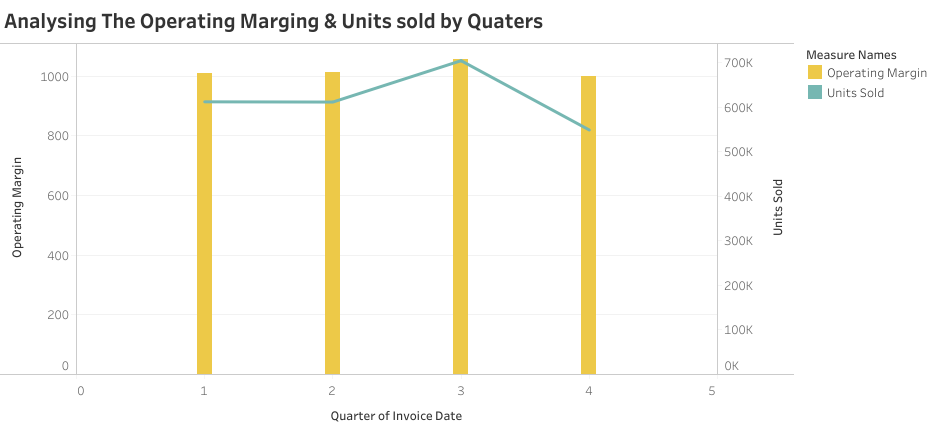 Analysing The Operating Marging & Units sold by Quaters
Measure Names
Operating Margin
Units Sold
Operating Margin
1000
800
600
400
200
0
700K
600K
500K
400K
300K
200K
100K
0K
Units Sold
0 1 2 3 4 5
Quarter of Invoice Date